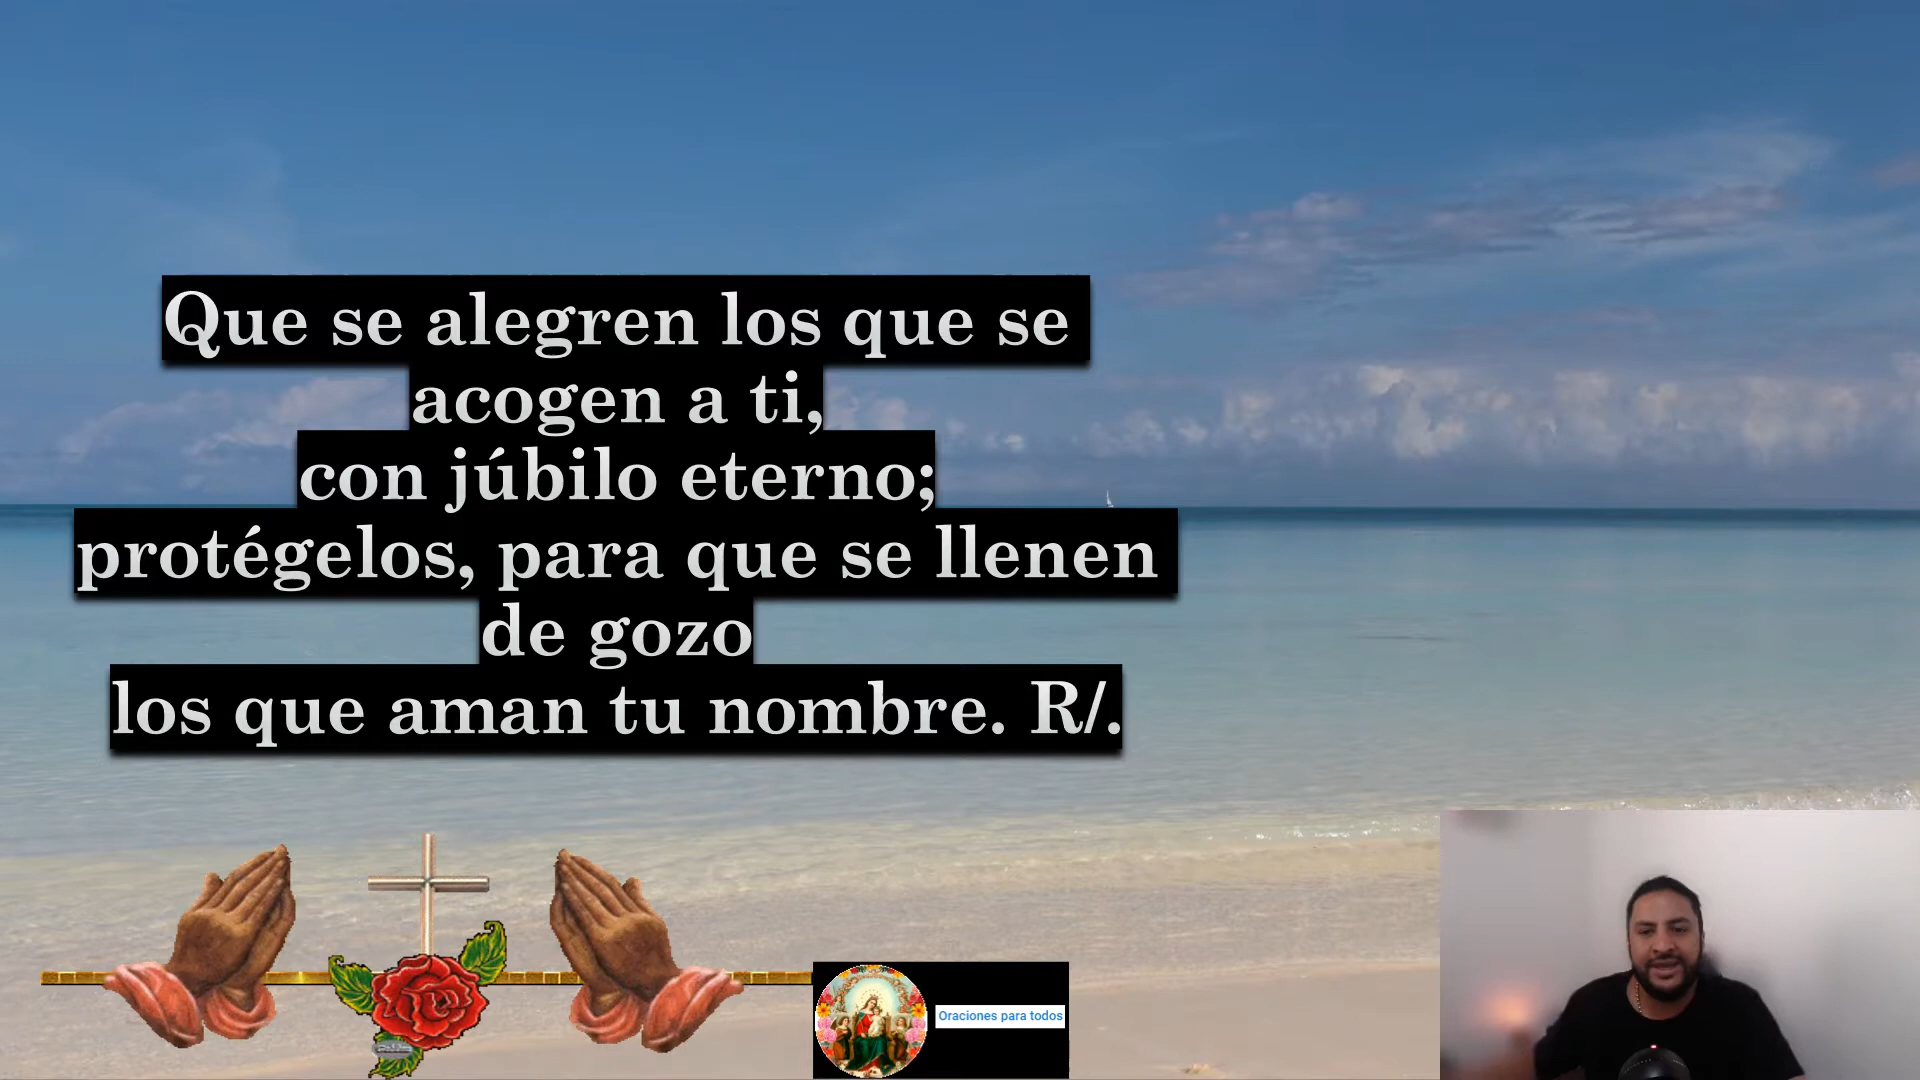 Que se alegren los que se
acogen a ti,
con júbilo eterno;
protégelos, para que se llenen
de gozo
los que aman tu nombre. R/.
Oraciones para todos